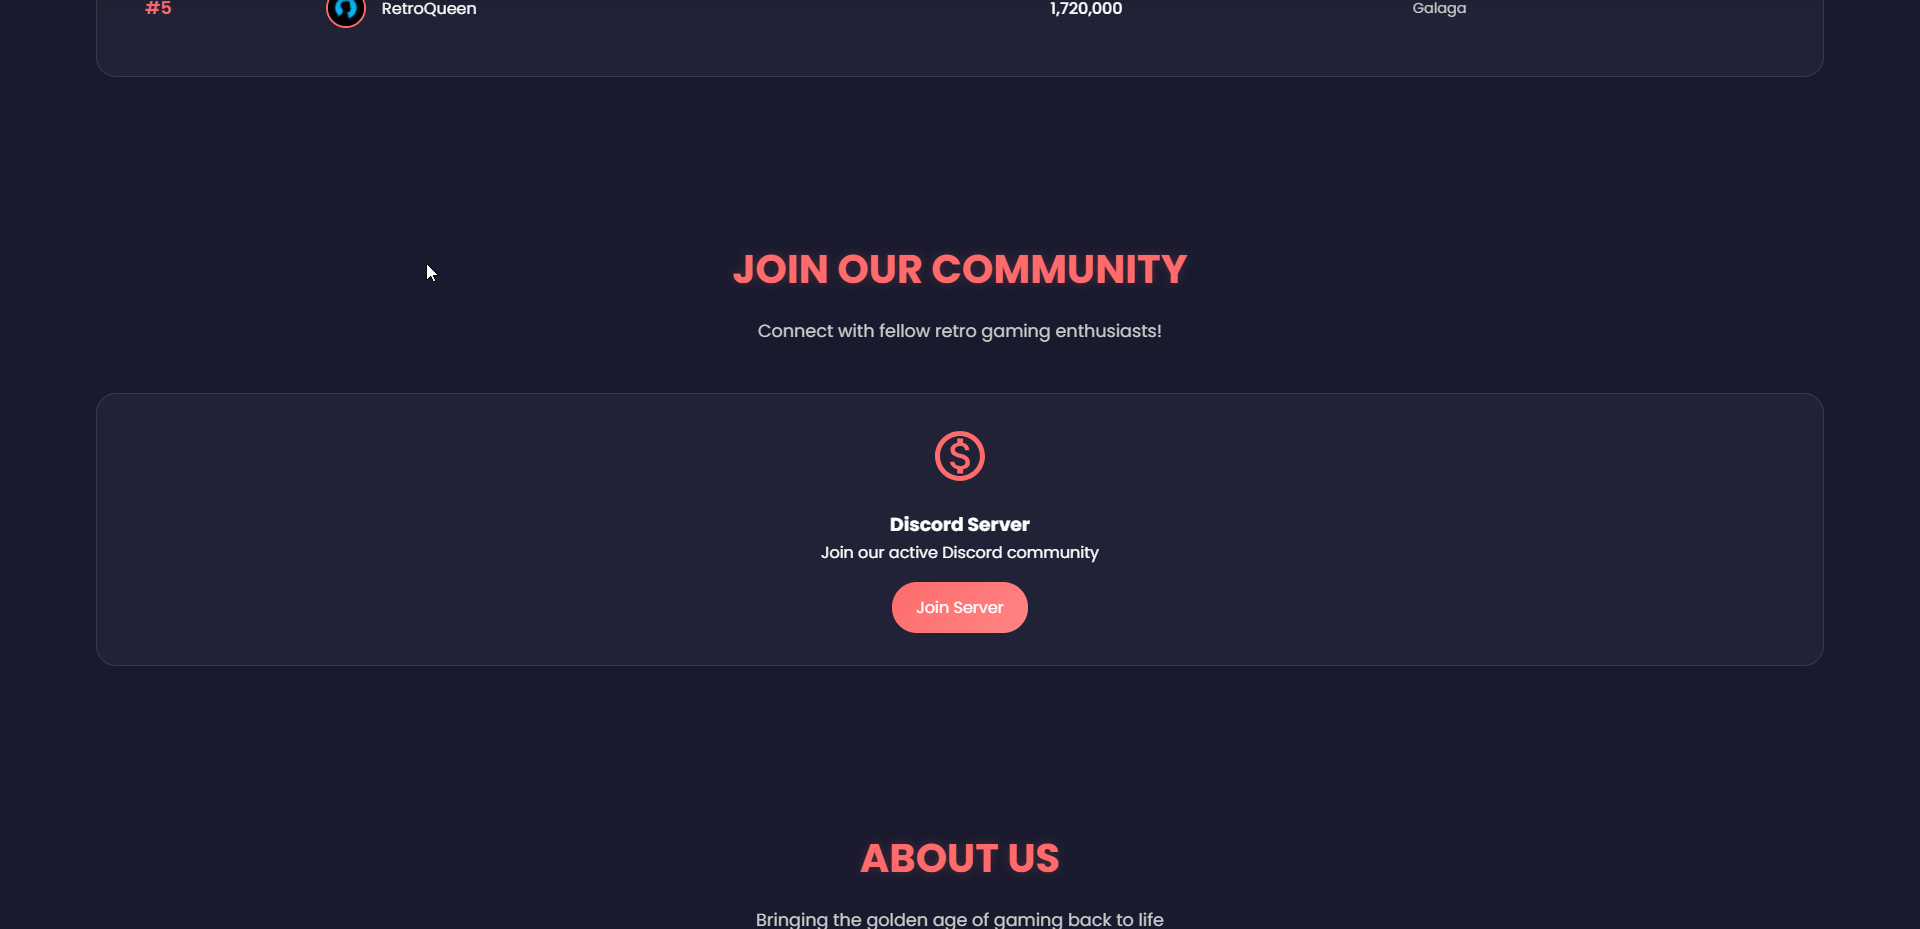 #5 RetroQueen 1,720,000 Galaga
JOIN OUR COMMUNITY
Connect with fellow retro gaming enthusiasts!
Discord Server
Join our active Discord community
Join Server
ABOUT US
Bringing the golden age of gaming back to life